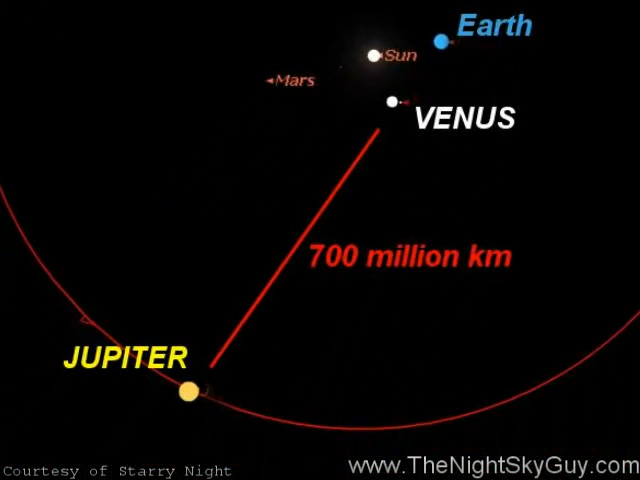 Earth
Sun
Mars
VENUS
700 million km
JUPITER
Courtesy of Starry Night
www.TheNightSkyGuy.com